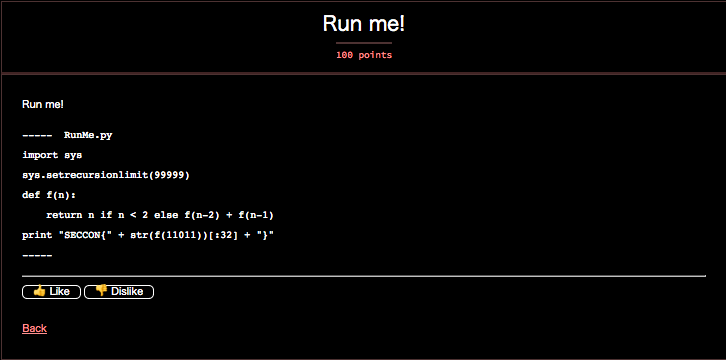 Run me!
100 points
Run me!
----- RunMe.py
import sys
sys.setrecursionlimit(99999)
def f(n):
    return n if n < 2 else f(n-2) + f(n-1)
print "SECCON{" + str(f(11011))[:32] + "}"
-----
👍 Like 👎 Dislike
Back